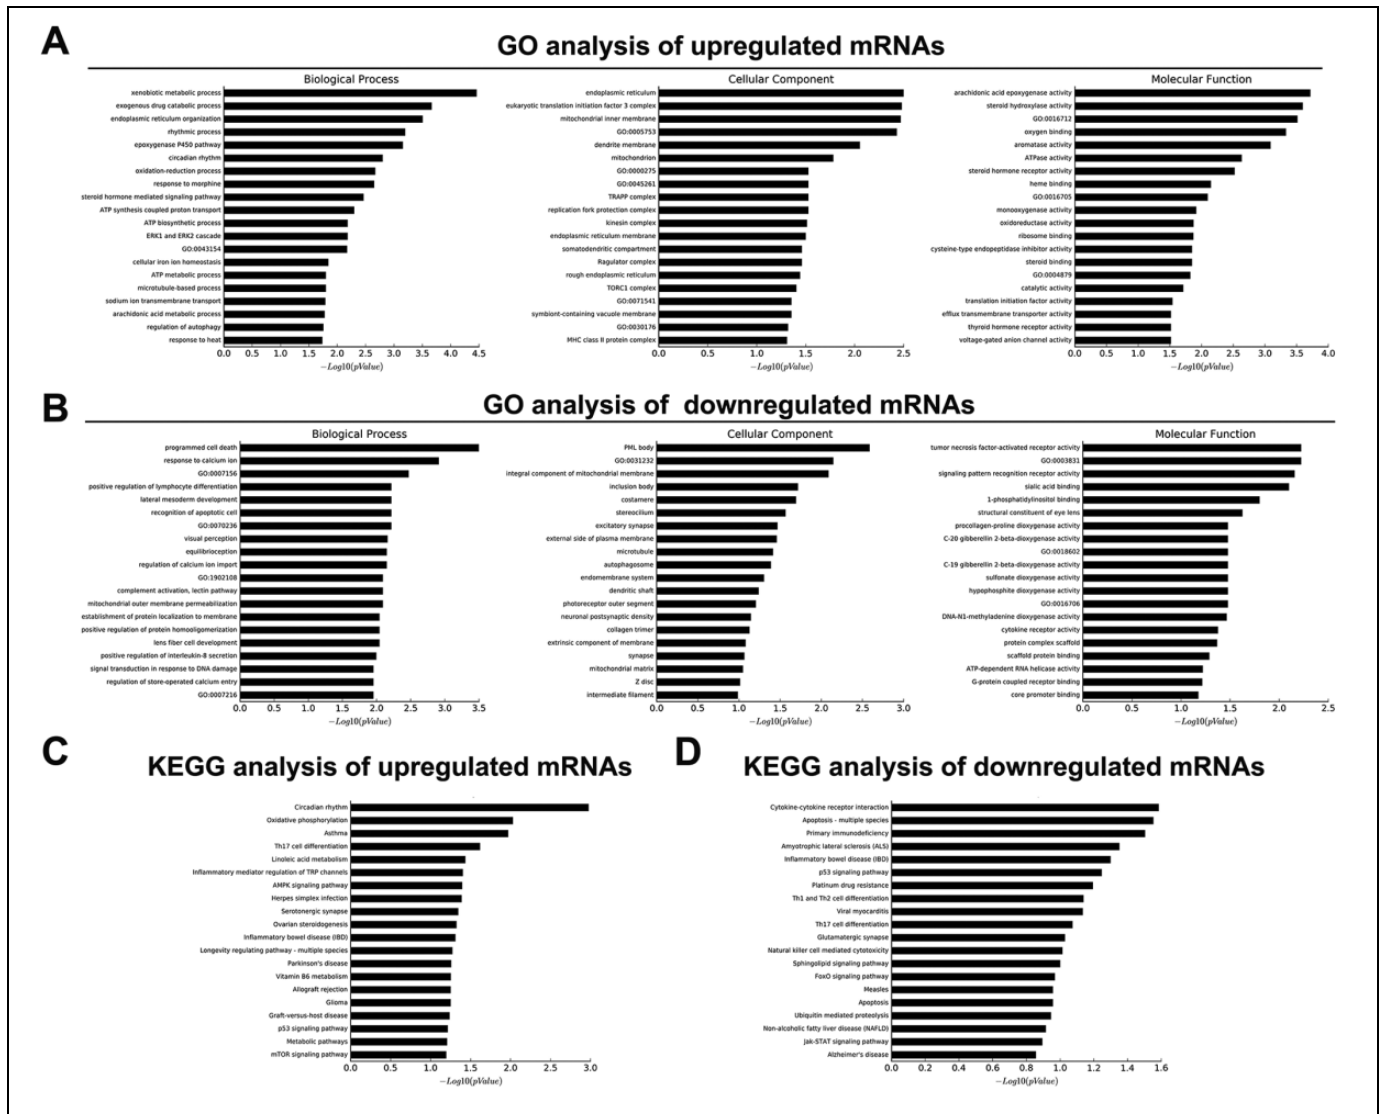 A
GO analysis of upregulated mRNAs
Biological Process
xenobiotic metabolic process
exogenous drug catabolic process
endoplasmic reticulum organization
rhythmic process
epoxygenase P450 pathway
circadian rhythm
oxidation-reduction process
response to morphine
steroid hormone mediated signaling pathway
ATP synthesis coupled proton transport
ATP biosynthetic process
ERK1 and ERK2 cascade
GO:0043154
cellular iron ion homeostasis
ATP metabolic process
microtubule-based process
sodium ion transmembrane transport
arachidonic acid metabolic process
regulation of autophagy
response to heat
0.0 0.5 1.0 1.5 2.0 2.5 3.0 3.5 4.0 4.5
−Log10(pValue)
Cellular Component
endoplasmic reticulum
eukaryotic translation initiation factor 3 complex
mitochondrial inner membrane
GO:0005753
dendrite membrane
mitochondrion
GO:0000275
GO:0045261
TRAPP complex
replication fork protection complex
kinesin complex
endoplasmic reticulum membrane
somatodendritic compartment
Ragulator complex
rough endoplasmic reticulum
TORC1 complex
GO:0071541
symbiont-containing vacuole membrane
GO:0030176
MHC class II protein complex
0.0 0.5 1.0 1.5 2.0 2.5
−Log10(pValue)
Molecular Function
arachidonic acid epoxygenase activity
steroid hydroxylase activity
GO:0016712
oxygen binding
aromatase activity
ATPase activity
steroid hormone receptor activity
heme binding
GO:0016705
monooxygenase activity
oxidoreductase activity
ribosome binding
cysteine-type endopeptidase inhibitor activity
steroid binding
GO:0004879
catalytic activity
translation initiation factor activity
efflux transmembrane transporter activity
thyroid hormone receptor activity
voltage-gated anion channel activity
0.0 0.5 1.0 1.5 2.0 2.5 3.0 3.5 4.0
−Log10(pValue)
B
GO analysis of downregulated mRNAs
Biological Process
programmed cell death
response to calcium ion
GO:0007156
positive regulation of lymphocyte differentiation
lateral mesoderm development
recognition of apoptotic cell
GO:0070236
visual perception
equilibrioception
regulation of calcium ion import
GO:1902108
complement activation, lectin pathway
mitochondrial outer membrane permeabilization
establishment of protein localization to membrane
positive regulation of protein homooligomerization
lens fiber cell development
positive regulation of interleukin-8 secretion
signal transduction in response to DNA damage
regulation of store-operated calcium entry
GO:0007216
0.0 0.5 1.0 1.5 2.0 2.5 3.0 3.5
−Log10(pValue)
Cellular Component
PML body
GO:0031232
integral component of mitochondrial membrane
inclusion body
costamere
stereocilium
excitatory synapse
external side of plasma membrane
microtubule
autophagosome
endomembrane system
dendritic shaft
photoreceptor outer segment
neuronal postsynaptic density
collagen trimer
extrinsic component of membrane
synapse
mitochondrial matrix
Z disc
intermediate filament
0.0 0.5 1.0 1.5 2.0 2.5 3.0
−Log10(pValue)
Molecular Function
tumor necrosis factor-activated receptor activity
GO:0003831
signaling pattern recognition receptor activity
sialic acid binding
1-phosphatidylinositol binding
structural constituent of eye lens
procollagen-proline dioxygenase activity
C-20 gibberellin 2-beta-dioxygenase activity
GO:0018602
C-19 gibberellin 2-beta-dioxygenase activity
sulfonate dioxygenase activity
hypophosphite dioxygenase activity
GO:0016706
DNA-N1-methyladenine dioxygenase activity
cytokine receptor activity
protein complex scaffold
scaffold protein binding
ATP-dependent RNA helicase activity
G-protein coupled receptor binding
core promoter binding
0.0 0.5 1.0 1.5 2.0 2.5
−Log10(pValue)
C
KEGG analysis of upregulated mRNAs
Circadian rhythm
Oxidative phosphorylation
Asthma
Th17 cell differentiation
Linoleic acid metabolism
Inflammatory mediator regulation of TRP channels
AMPK signaling pathway
Herpes simplex infection
Serotonergic synapse
Ovarian steroidogenesis
Inflammatory bowel disease (IBD)
Longevity regulating pathway - multiple species
Parkinson's disease
Vitamin B6 metabolism
Allograft rejection
Glioma
Graft-versus-host disease
p53 signaling pathway
Metabolic pathways
mTOR signaling pathway
0.0 0.5 1.0 1.5 2.0 2.5 3.0
−Log10(pValue)
D
KEGG analysis of downregulated mRNAs
Cytokine-cytokine receptor interaction
Apoptosis - multiple species
Primary immunodeficiency
Amyotrophic lateral sclerosis (ALS)
Inflammatory bowel disease (IBD)
p53 signaling pathway
Platinum drug resistance
Th1 and Th2 cell differentiation
Viral myocarditis
Th17 cell differentiation
Glutamatergic synapse
Natural killer cell mediated cytotoxicity
Sphingolipid signaling pathway
FoxO signaling pathway
Measles
Apoptosis
Ubiquitin mediated proteolysis
Non-alcoholic fatty liver disease (NAFLD)
Jak-STAT signaling pathway
Alzheimer's disease
0.0 0.2 0.4 0.6 0.8 1.0 1.2 1.4 1.6
−Log10(pValue)